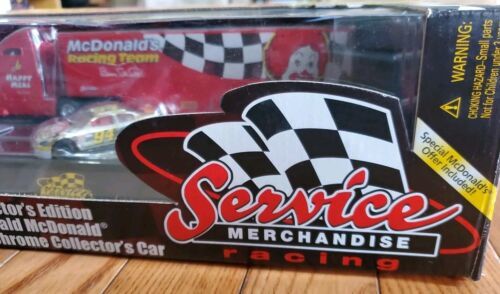 McDonald's
Racing Team
HAPPY
MEAL
94
WARNING:
CHOKING HAZARD-Small parts
Not for Children under 3
Special McDonald's
Offer Included!
Service
MERCHANDISE
racing
tor's Edition
ald McDonald®
hrome Collector's Car